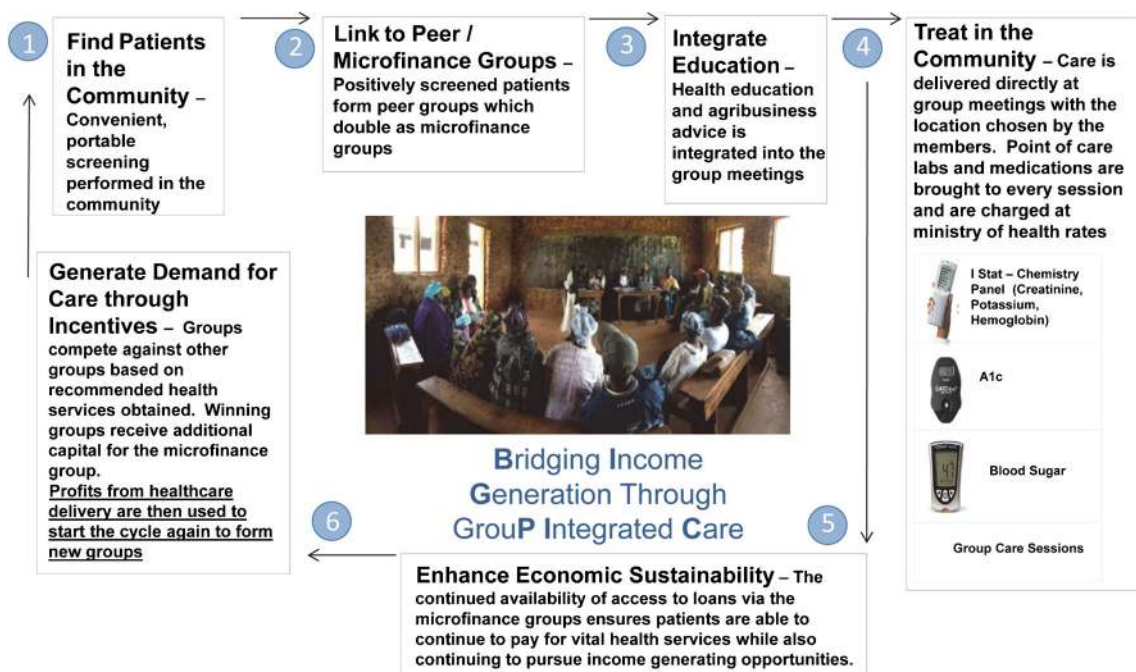 1
Find Patients
in the
Community –
Convenient,
portable
screening
performed in the
community
2
Link to Peer /
Microfinance Groups –
Positively screened patients
form peer groups which
double as microfinance
groups
3
Integrate
Education –
Health education
and agribusiness
advice is
integrated into the
group meetings
4
Treat in the
Community – Care is
delivered directly at
group meetings with the
location chosen by the
members. Point of care
labs and medications are
brought to every session
and are charged at
ministry of health rates
I Stat – Chemistry
Panel (Creatinine,
Potassium,
Hemoglobin)
A1c
Blood Sugar
Group Care Sessions
5
Enhance Economic Sustainability – The
continued availability of access to loans via the
microfinance groups ensures patients are able to
continue to pay for vital health services while also
continuing to pursue income generating opportunities.
6
Generate Demand for
Care through
Incentives – Groups
compete against other
groups based on
recommended health
services obtained. Winning
groups receive additional
capital for the microfinance
group.
Profits from healthcare
delivery are then used to
start the cycle again to form
new groups
Bridging Income
Generation Through
GrouP Integrated Care